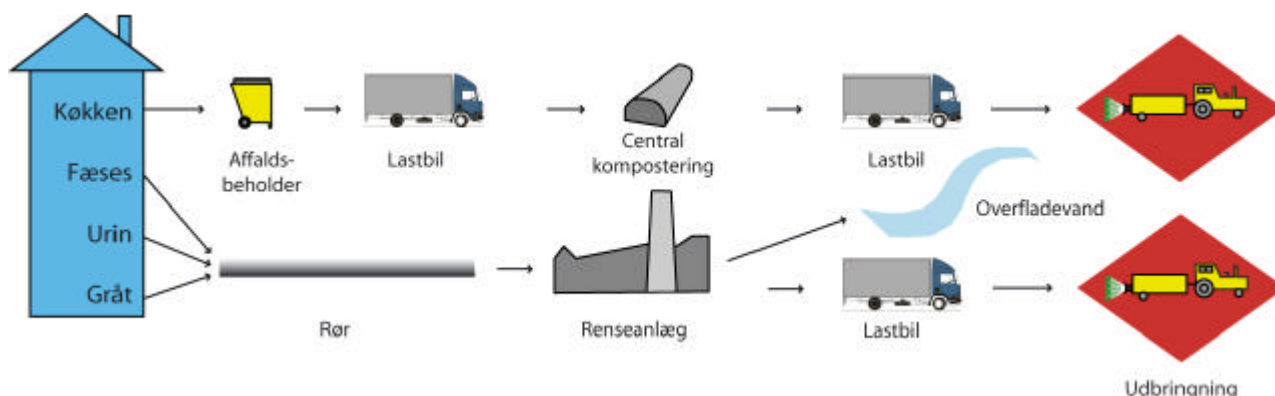 Køkken
Fæses
Urin
Gråt
Affalds-
beholder
Lastbil
Central
kompostering
Lastbil
Overfladevand
Rør
Renseanlæg
Lastbil
Udbringning